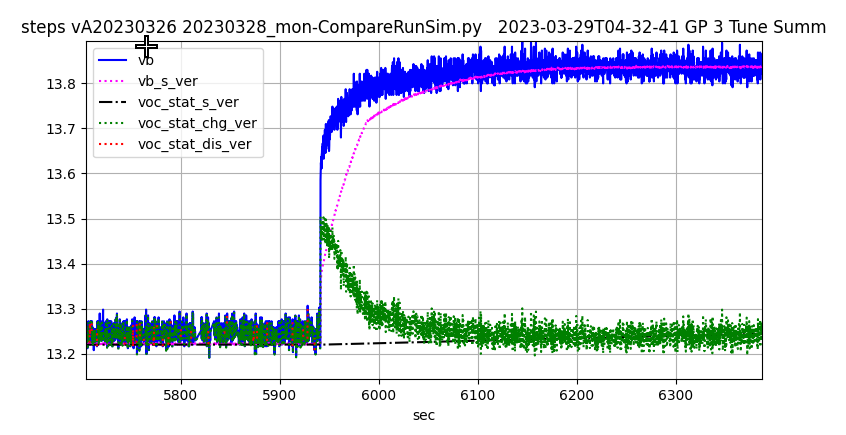 steps vA20230326 20230328_mon-CompareRunSim.py 2023-03-29T04-32-41 GP 3 Tune Summ
vb
vb_s_ver
voc_stat_s_ver
voc_stat_chg_ver
voc_stat_dis_ver
13.8
13.7
13.6
13.5
13.4
13.3
13.2
5800 5900 6000 6100 6200 6300
sec